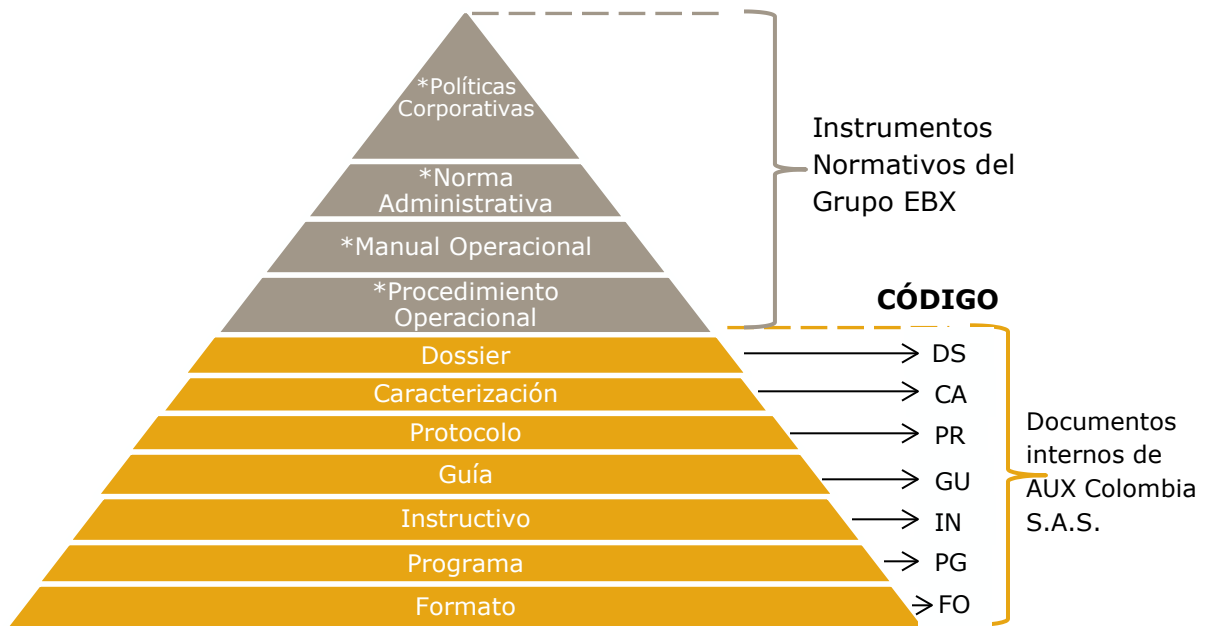 *Políticas
Corporativas
*Norma
Administrativa
*Manual Operacional
*Procedimiento
Operacional
Instrumentos
Normativos del
Grupo EBX
CÓDIGO
Dossier
DS
Caracterización
CA
Protocolo
PR
Guía
GU
Instructivo
IN
Programa
PG
Formato
FO
Documentos
internos de
AUX Colombia
S.A.S.